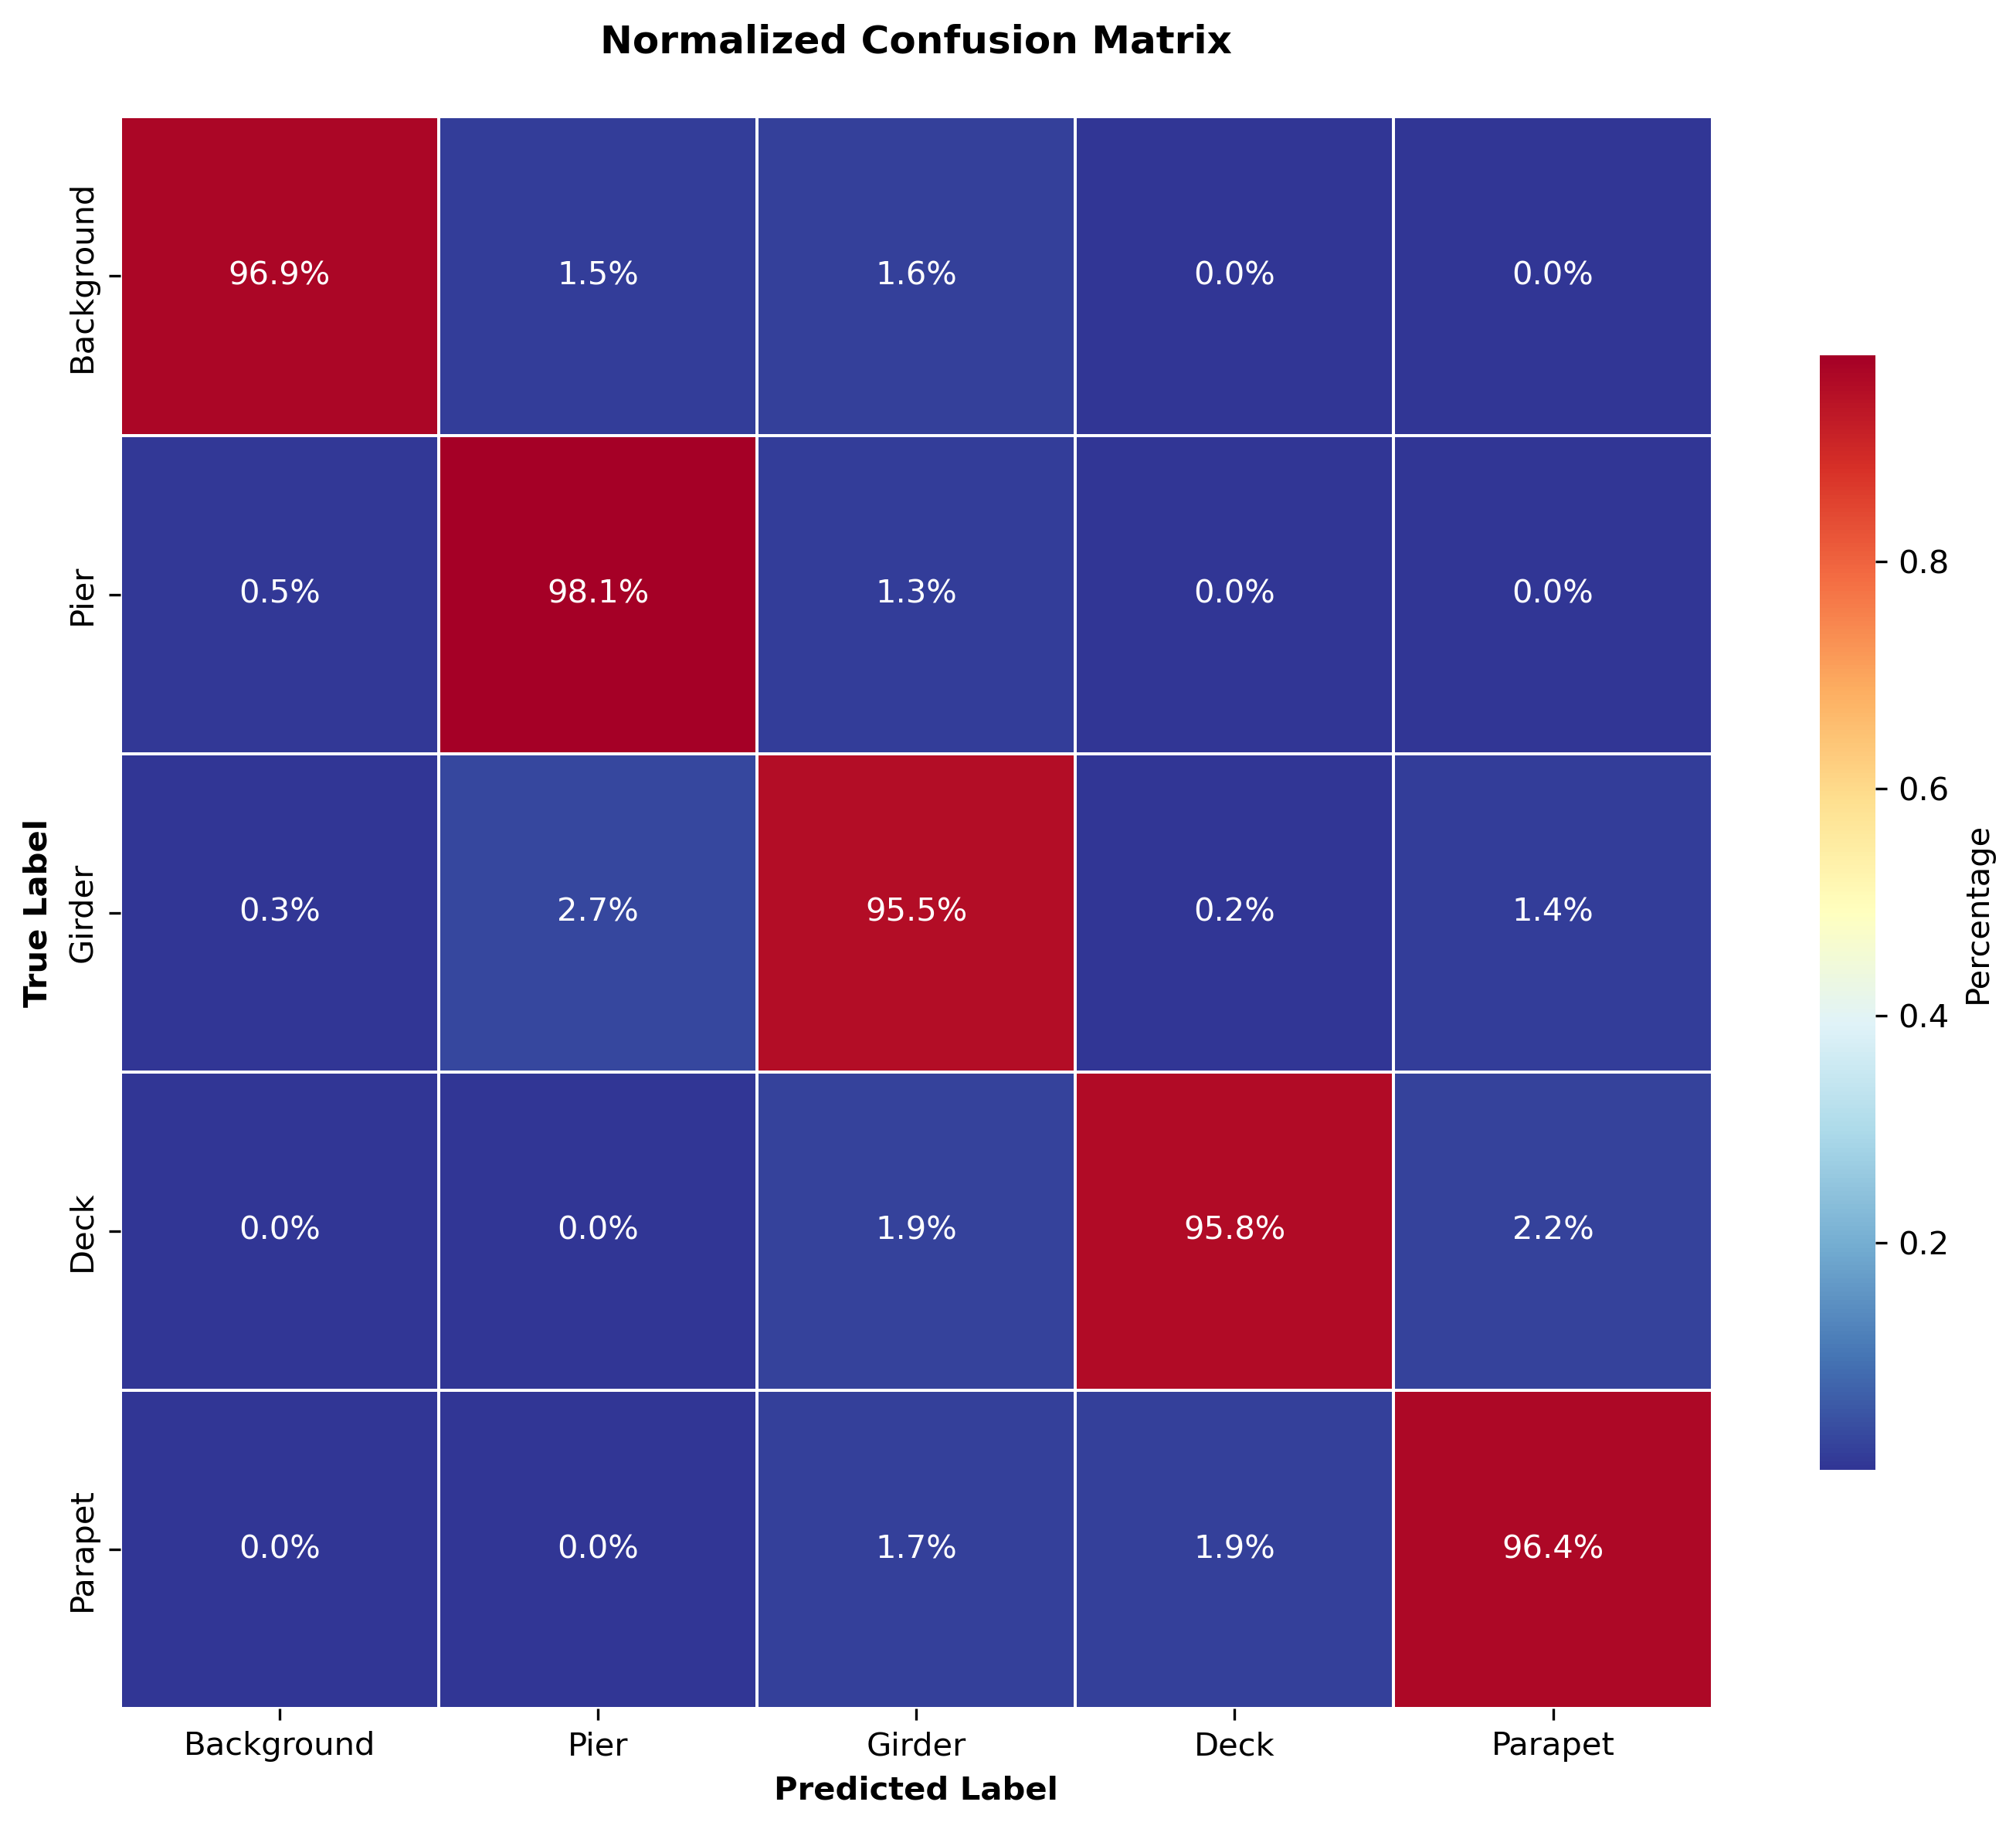 Normalized Confusion Matrix
True Label
Background
96.9% 1.5% 1.6% 0.0% 0.0%
Pier
0.5% 98.1% 1.3% 0.0% 0.0%
Girder
0.3% 2.7% 95.5% 0.2% 1.4%
Deck
0.0% 0.0% 1.9% 95.8% 2.2%
Parapet
0.0% 0.0% 1.7% 1.9% 96.4%
Background Pier Girder Deck Parapet
Predicted Label
0.8
0.6
0.4
0.2
Percentage